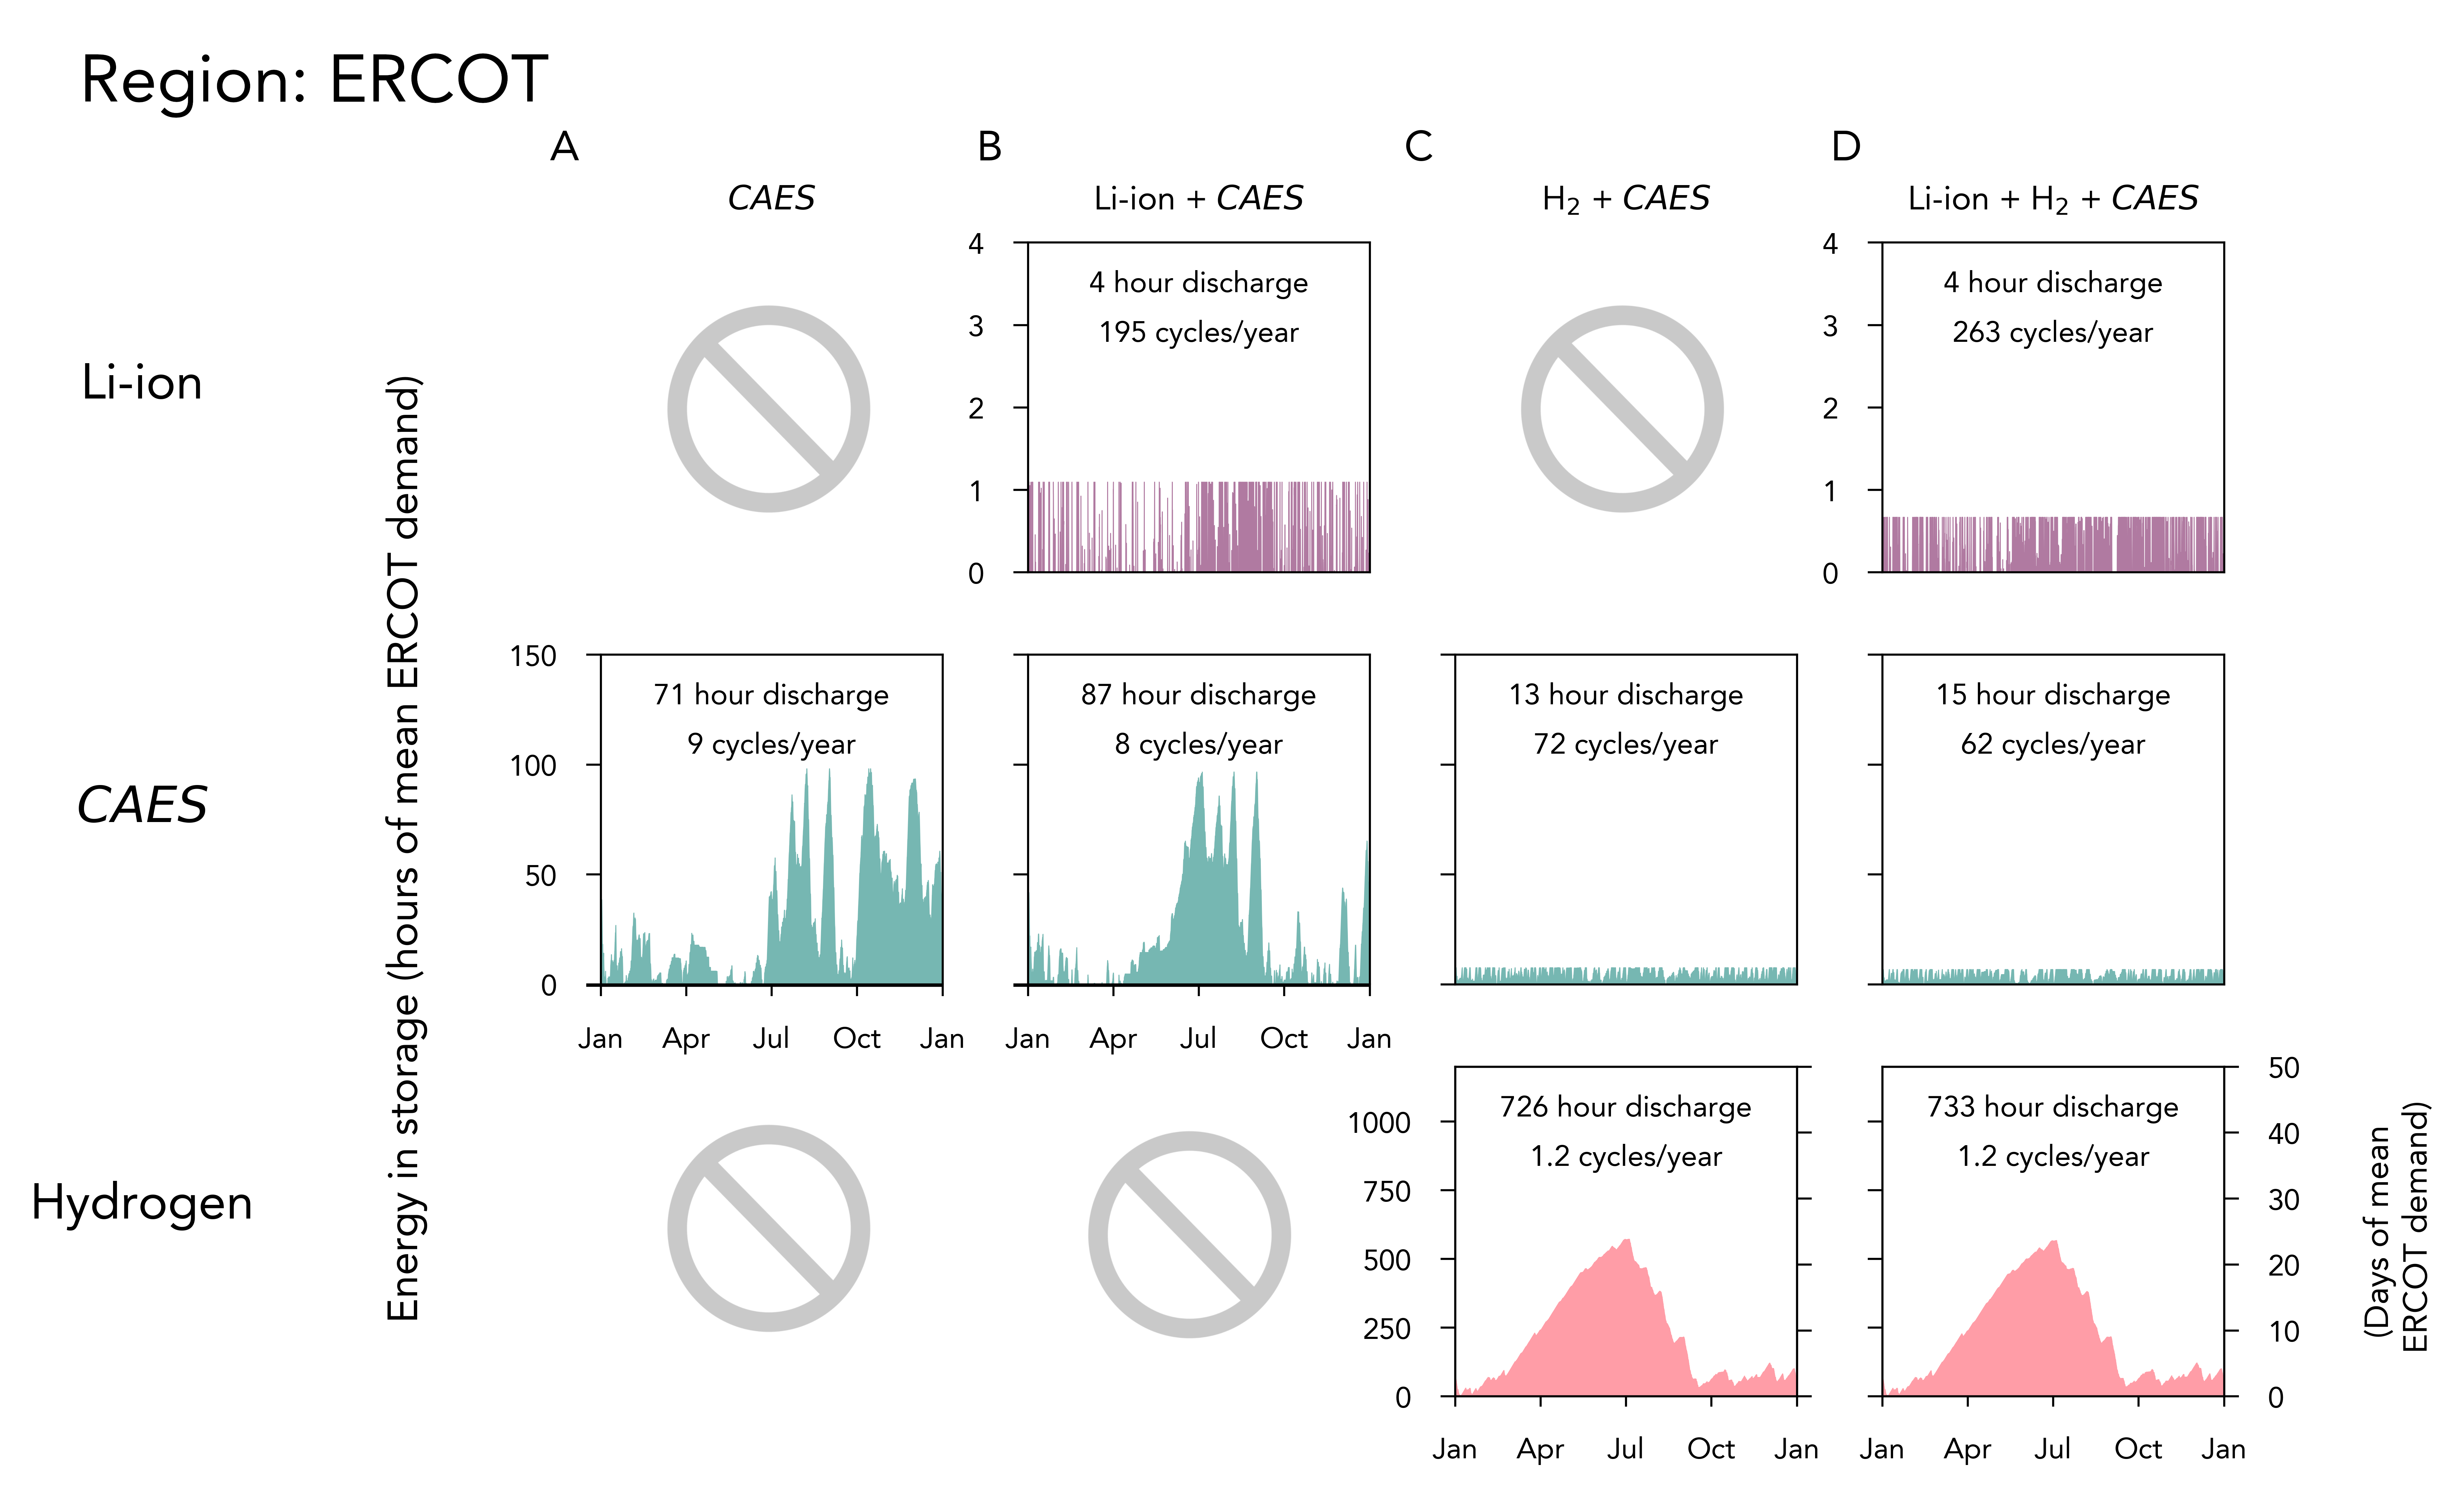 Region: ERCOT
A
B
C
D
CAES
Li-ion + CAES
H₂ + CAES
Li-ion + H₂ + CAES
Li-ion
4
3
2
1
0
4 hour discharge
195 cycles/year
4
3
2
1
0
4 hour discharge
263 cycles/year
Energy in storage (hours of mean ERCOT demand)
CAES
150
100
50
0
71 hour discharge
9 cycles/year
87 hour discharge
8 cycles/year
13 hour discharge
72 cycles/year
15 hour discharge
62 cycles/year
Jan Apr Jul Oct Jan
Jan Apr Jul Oct Jan
Hydrogen
1000
750
500
250
0
726 hour discharge
1.2 cycles/year
733 hour discharge
1.2 cycles/year
50
40
30
20
10
0
(Days of mean
ERCOT demand)
Jan Apr Jul Oct Jan
Jan Apr Jul Oct Jan